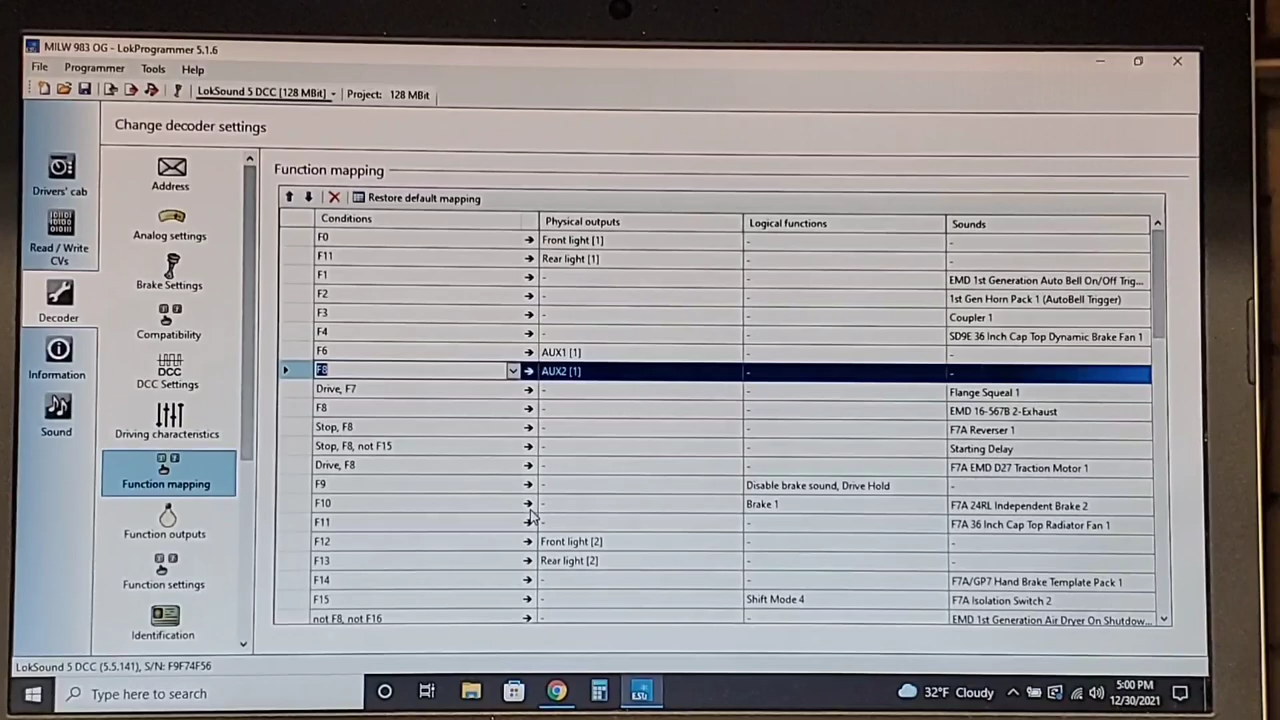 MILW 983 OG - LokProgrammer 5.1.6
File Programmer Tools Help
LokSound 5 DCC [128 MBit] Project: 128 MBit
Change decoder settings
Drivers' cab
Read / Write
CVs
Decoder
Information
Sound
Address
Analog settings
Brake Settings
Compatibility
DCC
DCC Settings
Driving characteristics
Function mapping
Function outputs
Function settings
Identification
Function mapping
Restore default mapping
Conditions Physical outputs Logical functions Sounds
F0 Front light [1] - -
F11 Rear light [1] - -
F1 - - EMD 1st Generation Auto Bell On/Off Trig...
F2 - - 1st Gen Horn Pack 1 (AutoBell Trigger)
F3 - - Coupler 1
F4 - - SD9E 36 Inch Cap Top Dynamic Brake Fan 1
F6 AUX1 [1] - -
F8 AUX2 [1] - -
Drive, F7 - - Flange Squeal 1
F8 - - EMD 16-567B 2-Exhaust
Stop, F8 - - F7A Reverser 1
Stop, F8, not F15 - - Starting Delay
Drive, F8 - - F7A EMD D27 Traction Motor 1
F9 - Disable brake sound, Drive Hold -
F10 - Brake 1 F7A 24RL Independent Brake 2
F11 - - F7A 36 Inch Cap Top Radiator Fan 1
F12 Front light [2] - -
F13 Rear light [2] - -
F14 - - F7A/GP7 Hand Brake Template Pack 1
F15 - Shift Mode 4 F7A Isolation Switch 2
not F8, not F16 - - EMD 1st Generation Air Dryer On Shutdow...
LokSound 5 DCC (5.5.141), S/N: F9F74F56
Type here to search
ESU
32°F Cloudy
5:00 PM
12/30/2021